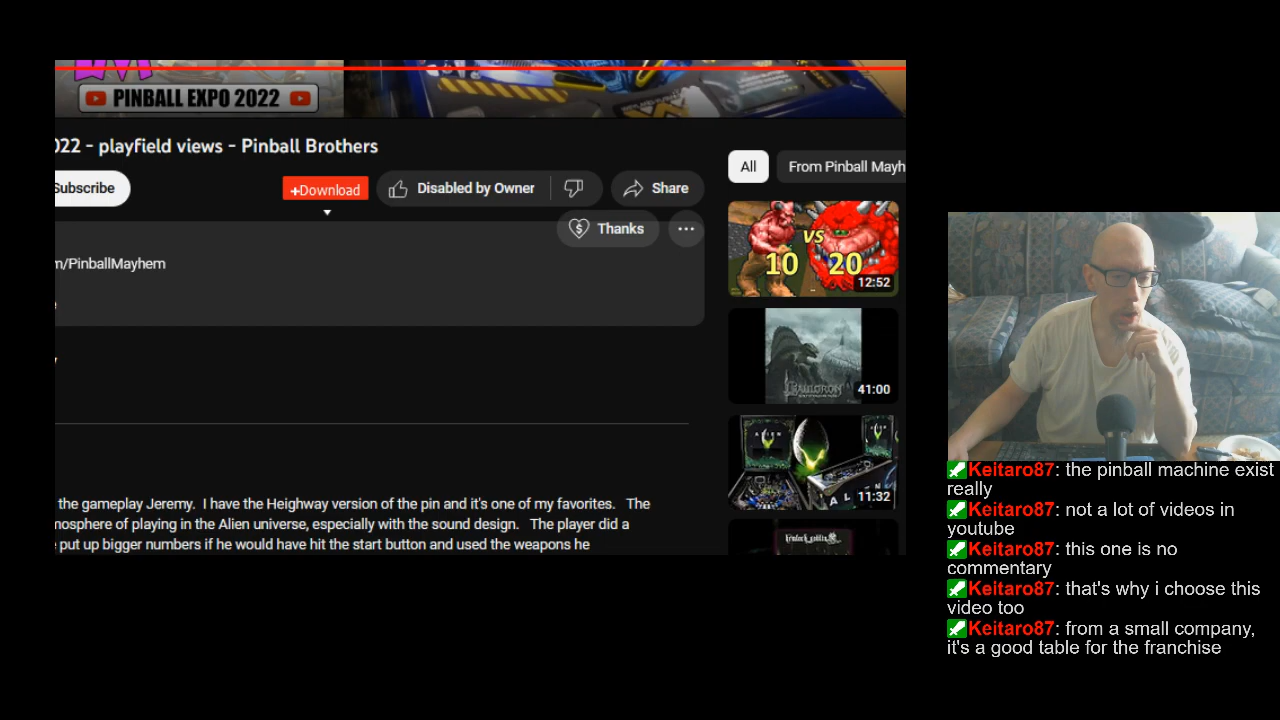 PINBALL EXPO 2022
022 - playfield views - Pinball Brothers
Subscribe
+Download
Disabled by Owner
Share
Thanks
m/PinballMayhem
All
From Pinball Mayh
VS
10 20
12:52
41:00
ALIEN
11:32
the gameplay Jeremy. I have the Heighway version of the pin and it's one of my favorites. The
nosphere of playing in the Alien universe, especially with the sound design. The player did a
put up bigger numbers if he would have hit the start button and used the weapons he
Keitaro87: the pinball machine exist
really
Keitaro87: not a lot of videos in
youtube
Keitaro87: this one is no
commentary
Keitaro87: that's why i choose this
video too
Keitaro87: from a small company,
it's a good table for the franchise